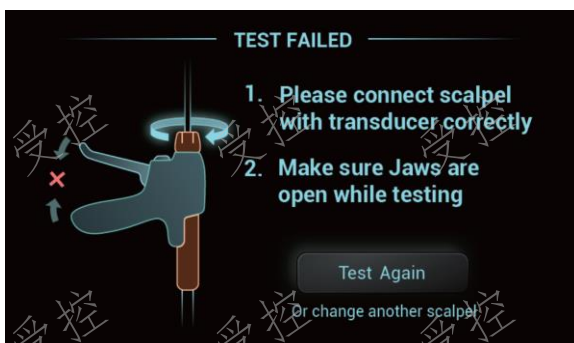 TEST FAILED
1. Please connect scalpel
with transducer correctly
2. Make sure Jaws are
open while testing
Test Again
Or change another scalpel
受控
受控
受控
受控
受控
受控